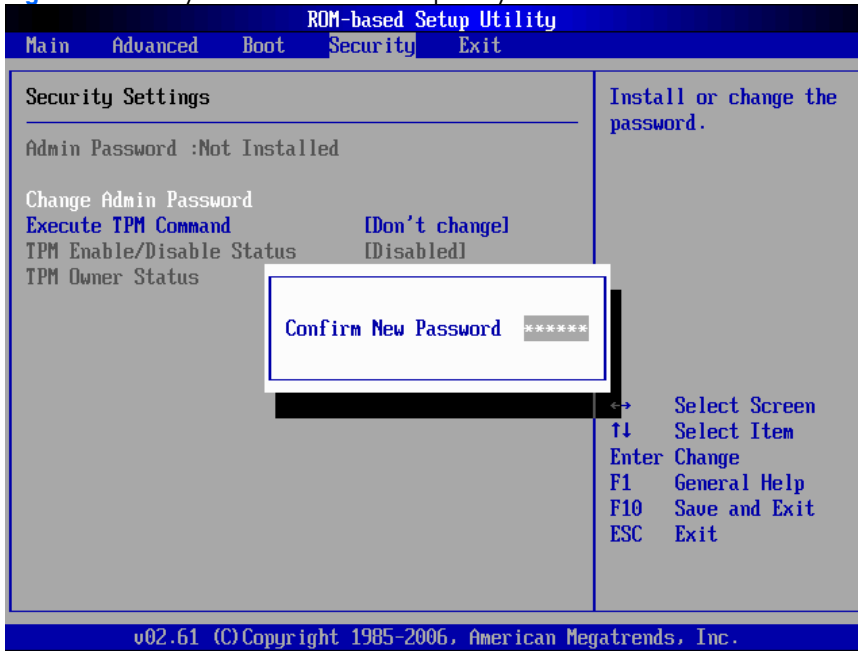 ROM-based Setup Utility
Main Advanced Boot Security Exit
Security Settings
Admin Password :Not Installed
Change Admin Password
Execute TPM Command [Don't change]
TPM Enable/Disable Status [Disabled]
TPM Owner Status
Confirm New Password ******
Install or change the
password.
↔ Select Screen
↑↓ Select Item
Enter Change
F1 General Help
F10 Save and Exit
ESC Exit
v02.61 (C)Copyright 1985-2006, American Megatrends, Inc.